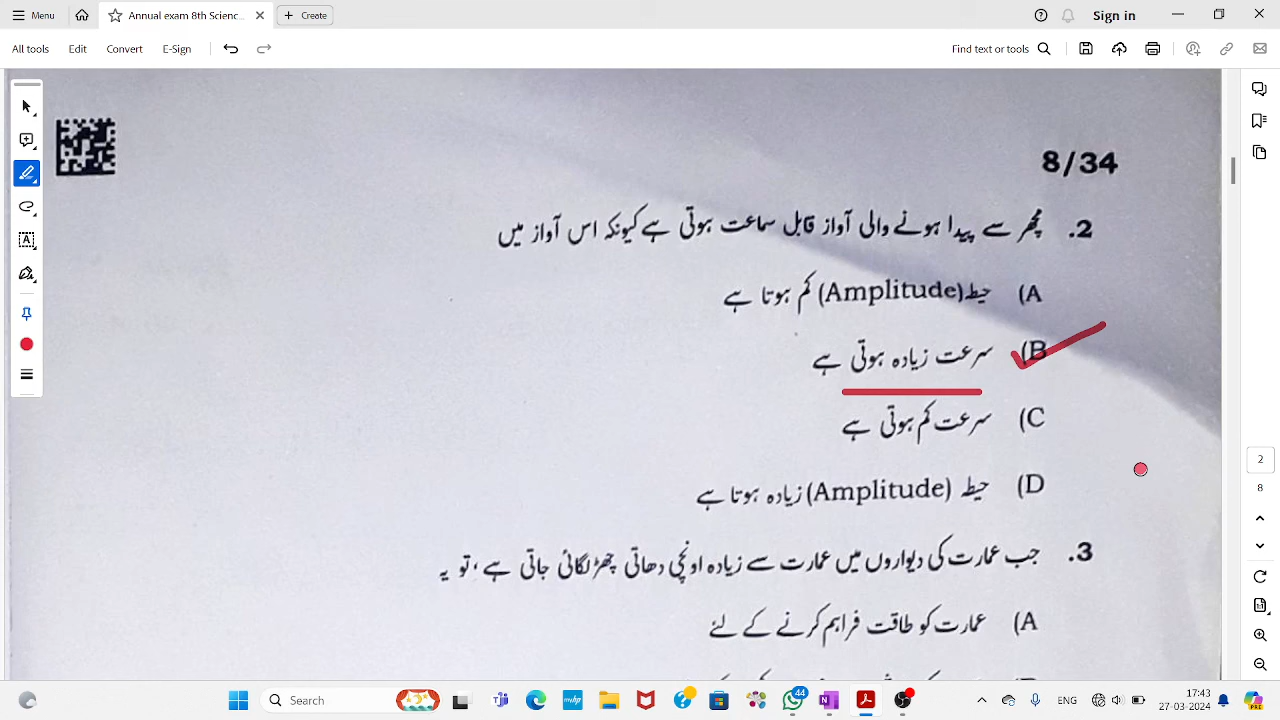 Menu
Annual exam 8th Scienc...
Create
Sign in
All tools
Edit
Convert
E-Sign
Find text or tools
8/34
2. مچھر سے پیدا ہونے والی آواز قابل سماعت ہوتی ہے کیونکہ اس آواز میں
A) حیطہ (Amplitude) کم ہوتا ہے
B) سرعت زیادہ ہوتی ہے
C) سرعت کم ہوتی ہے
D) حیطہ (Amplitude) زیادہ ہوتا ہے
3. جب عمارت کی دیواروں میں عمارت سے زیادہ اونچی دھاتی چھڑ لگائی جاتی ہے، تو یہ
A) عمارت کو طاقت فراہم کرنے کے لئے
2
8
Search
44
ENG
17:43
27-03-2024